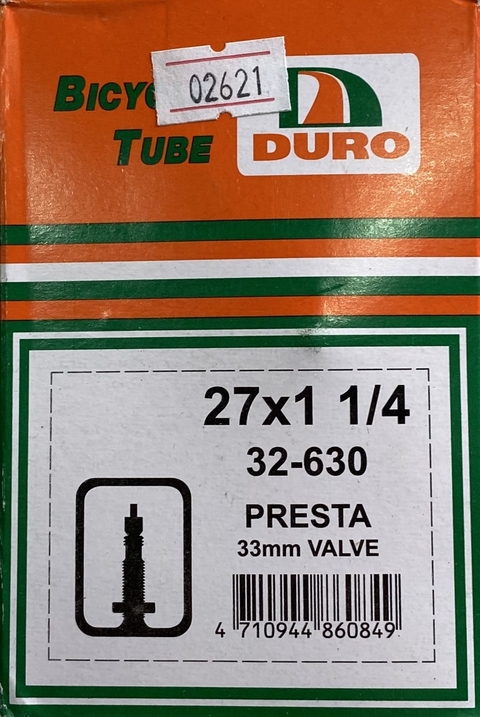 02621
BICYC
TUBE
DURO
27x1 1/4
32-630
PRESTA
33mm VALVE
4 710944 860849